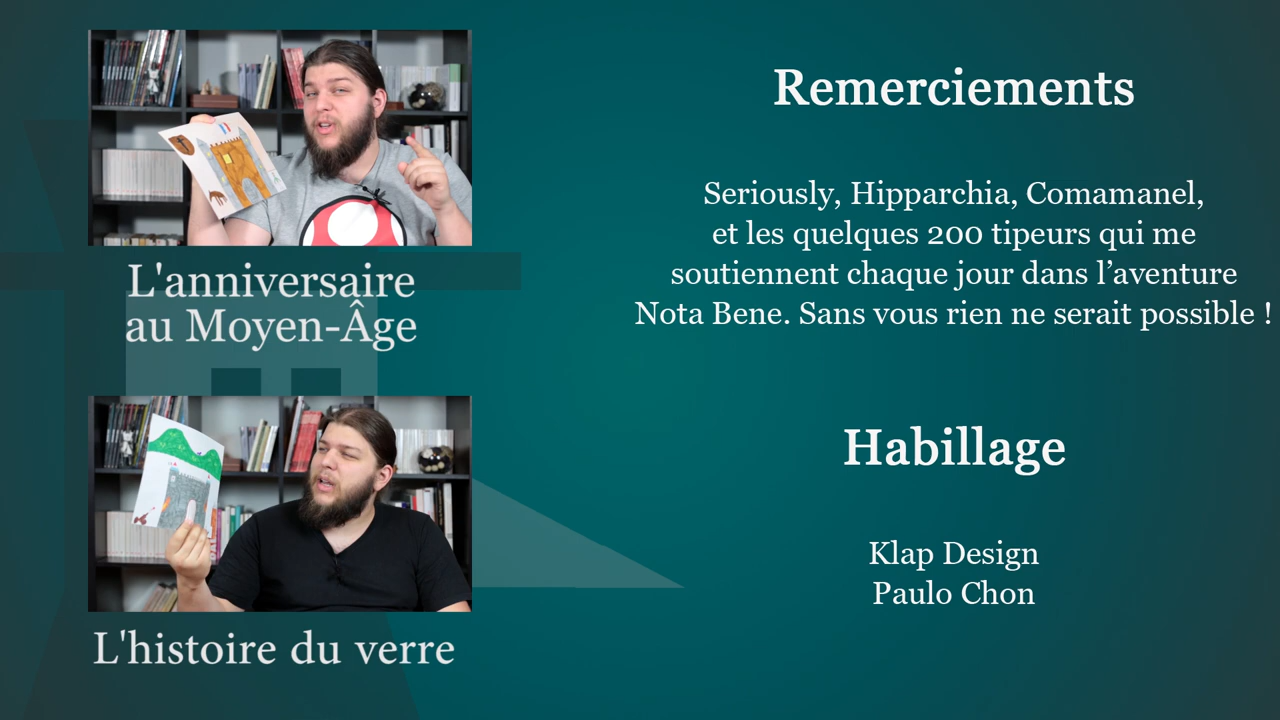 L'anniversaire
au Moyen-Âge
L'histoire du verre
Remerciements
Seriously, Hipparchia, Comamanel,
et les quelques 200 tipeurs qui me
soutiennent chaque jour dans l’aventure
Nota Bene. Sans vous rien ne serait possible !
Habillage
Klap Design
Paulo Chon